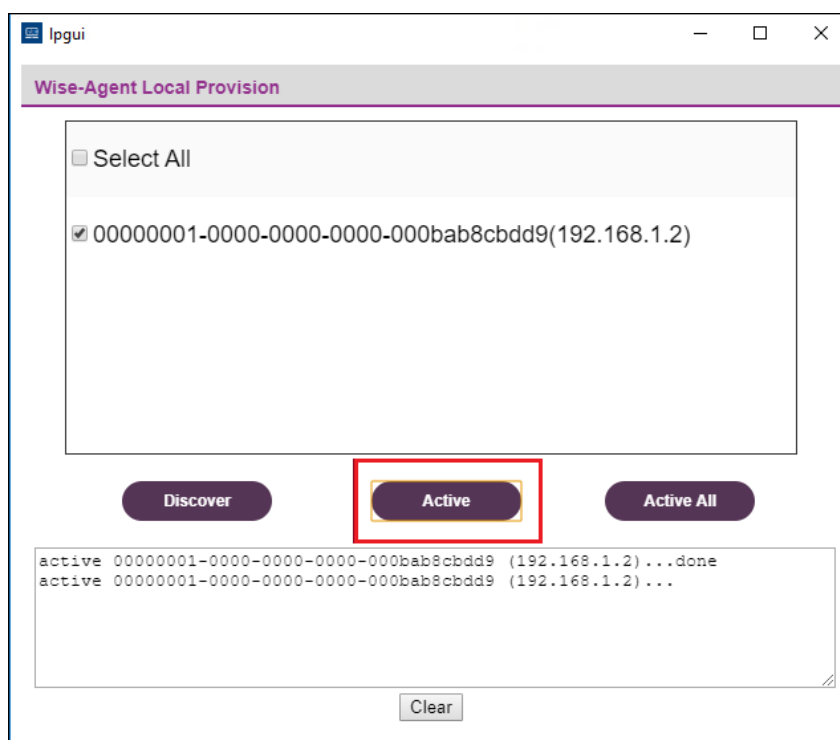 lpgui
Wise-Agent Local Provision
Select All
00000001-0000-0000-0000-000bab8cbdd9(192.168.1.2)
Discover Active Active All
active 00000001-0000-0000-0000-000bab8cbdd9 (192.168.1.2)...done
active 00000001-0000-0000-0000-000bab8cbdd9 (192.168.1.2)...
Clear